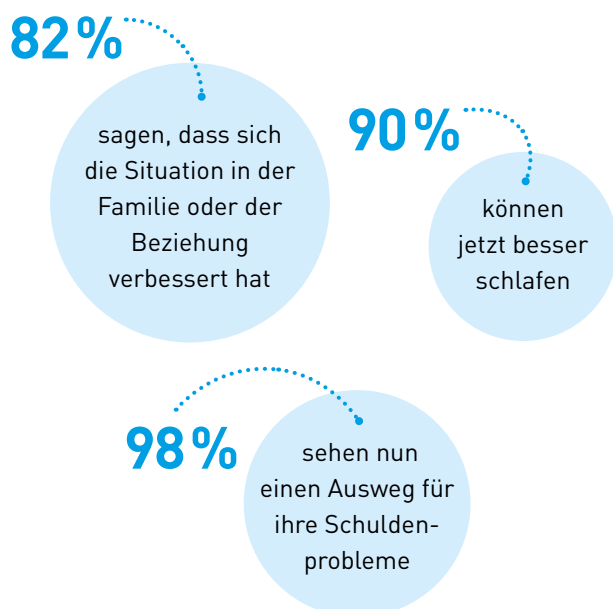 82 %
sagen, dass sich
die Situation in der
Familie oder der
Beziehung
verbessert hat
90 %
können
jetzt besser
schlafen
98 %
sehen nun
einen Ausweg für
ihre Schulden-
probleme